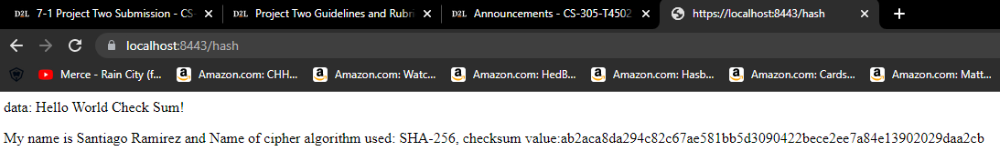 D2L 7-1 Project Two Submission - CS-
D2L Project Two Guidelines and Rubri
D2L Announcements - CS-305-T4502
https://localhost:8443/hash
localhost:8443/hash
Merce - Rain City (f...
Amazon.com: CHH...
Amazon.com: Watc...
Amazon.com: HedB...
Amazon.com: Hasb...
Amazon.com: Cards...
Amazon.com: Matt...
data: Hello World Check Sum!
My name is Santiago Ramirez and Name of cipher algorithm used: SHA-256, checksum value:ab2aca8da294c82c67ae581bb5d3090422bece2ee7a84e13902029daa2cb